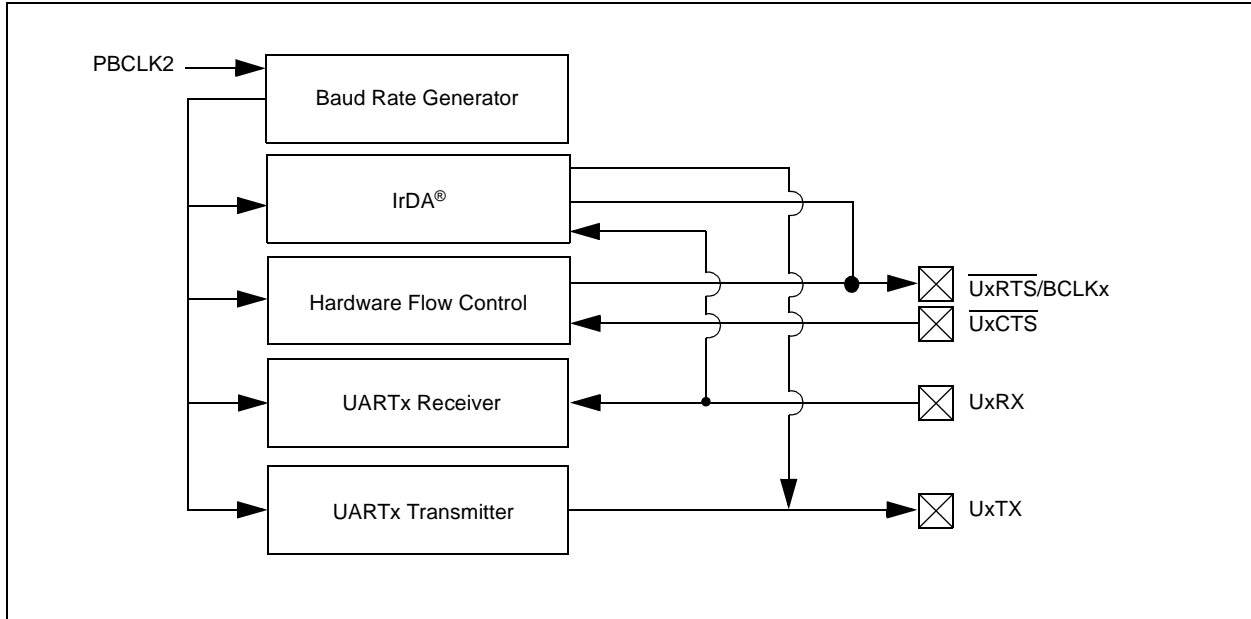 PBCLK2
Baud Rate Generator
IrDA®
Hardware Flow Control
UxRTS/BCLKx
UxCTS
UARTx Receiver
UxRX
UARTx Transmitter
UxTX